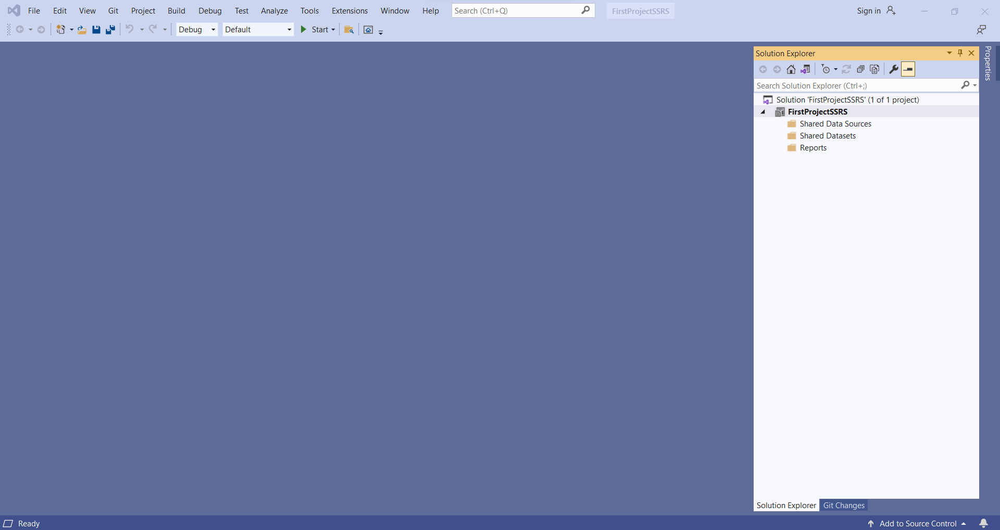 File Edit View Git Project Build Debug Test Analyze Tools Extensions Window Help Search (Ctrl+Q) FirstProjectSSRS Sign in
Debug Default Start
Solution Explorer
Properties
Search Solution Explorer (Ctrl+;)
Solution 'FirstProjectSSRS' (1 of 1 project)
FirstProjectSSRS
Shared Data Sources
Shared Datasets
Reports
Solution Explorer Git Changes
Ready Add to Source Control